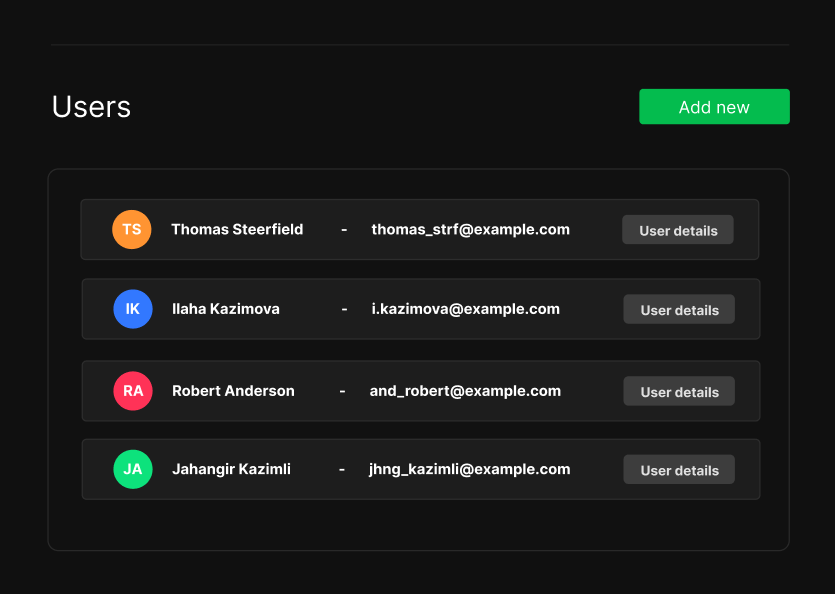 Users
Add new
TS Thomas Steerfield - thomas_strf@example.com User details
IK Ilaha Kazimova - i.kazimova@example.com User details
RA Robert Anderson - and_robert@example.com User details
JA Jahangir Kazimli - jhng_kazimli@example.com User details